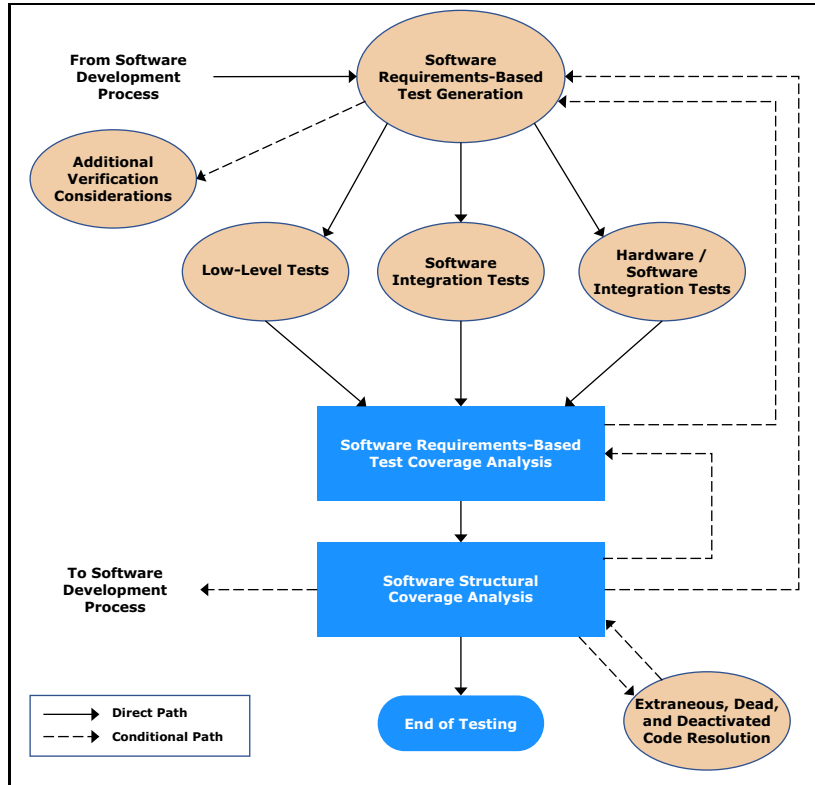 From Software
Development
Process
Software
Requirements-Based
Test Generation
Additional
Verification
Considerations
Low-Level Tests
Software
Integration Tests
Hardware /
Software
Integration Tests
Software Requirements-Based
Test Coverage Analysis
To Software
Development
Process
Software Structural
Coverage Analysis
End of Testing
Extraneous, Dead,
and Deactivated
Code Resolution
Direct Path
Conditional Path